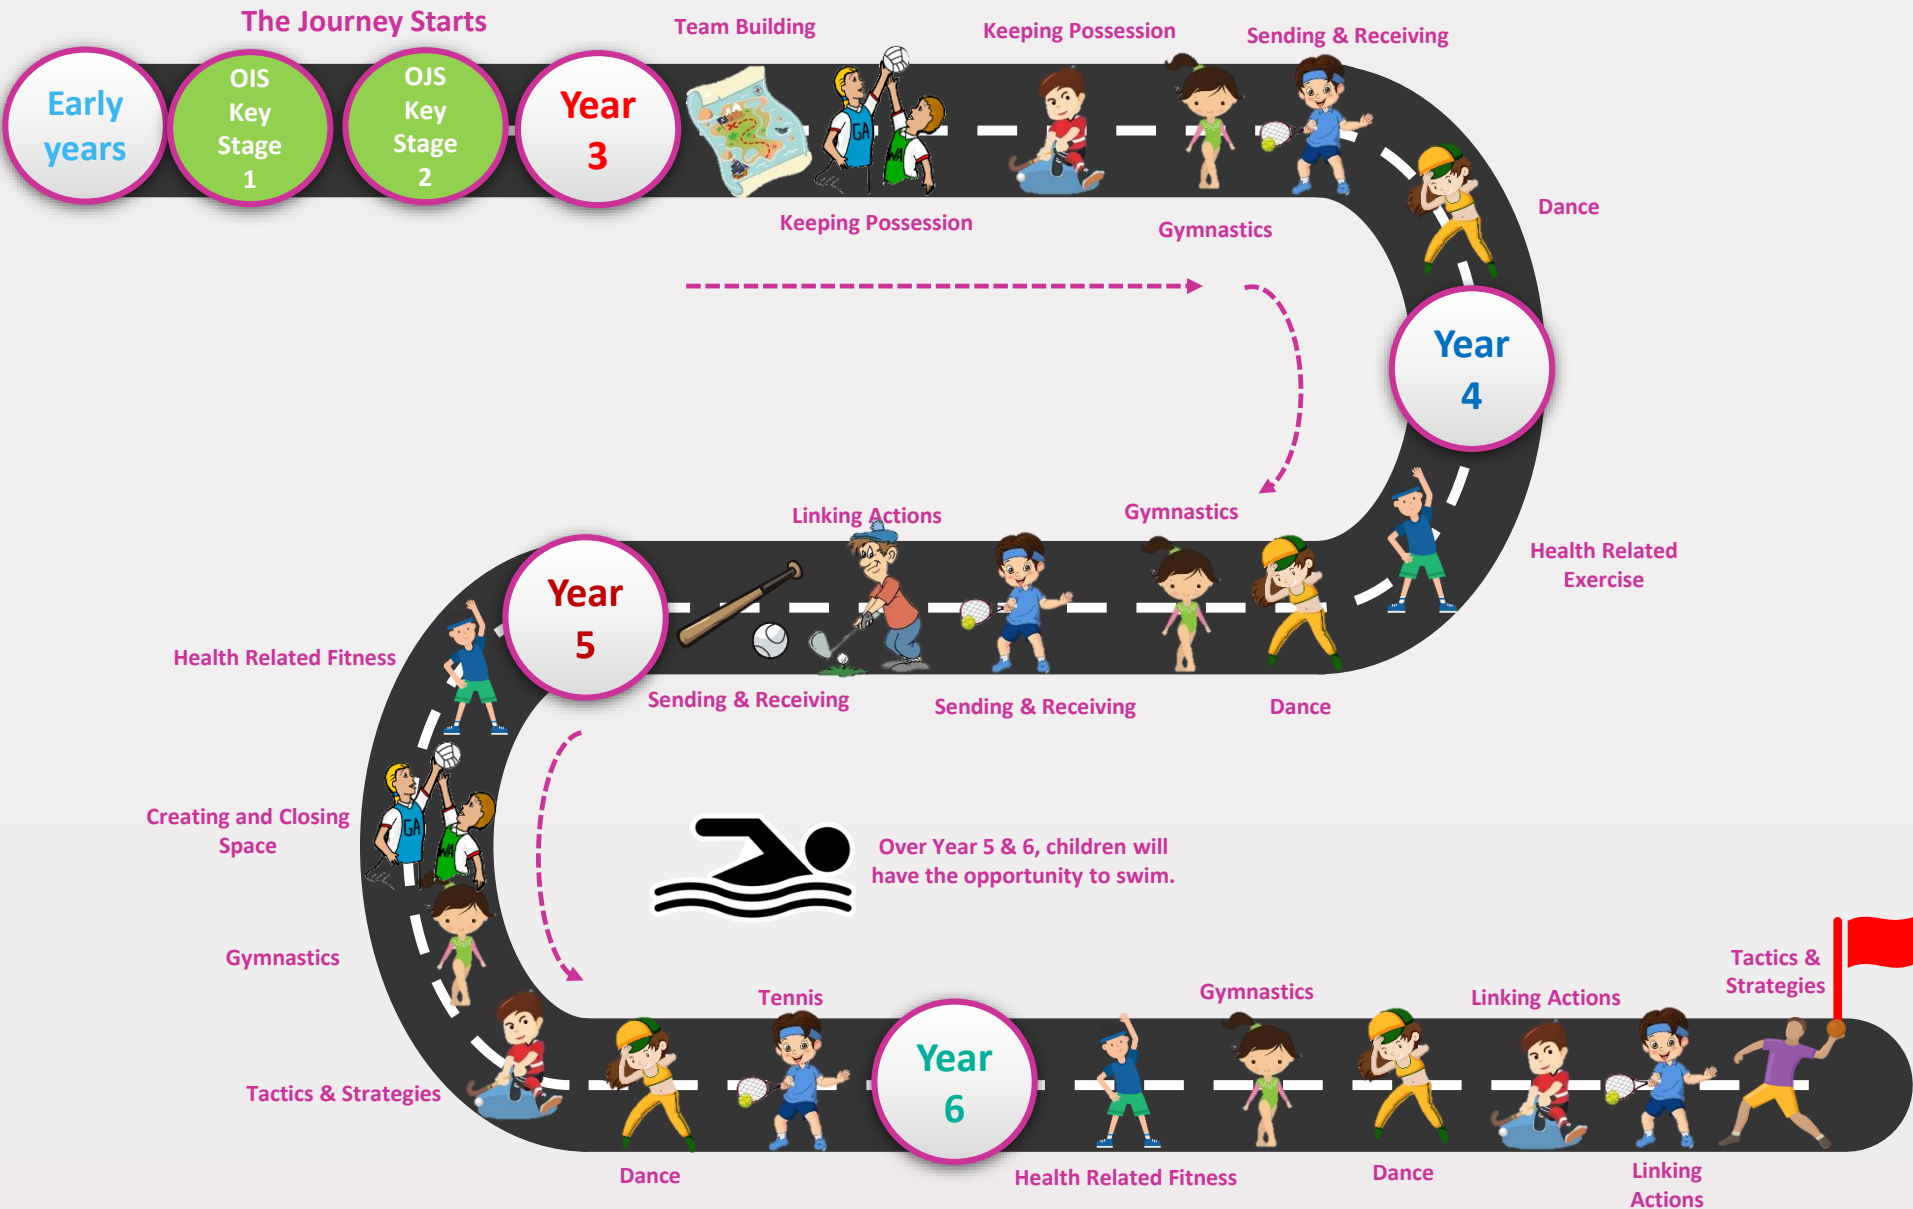 The Journey Starts
Early
years
OIS
Key
Stage
1
OJS
Key
Stage
2
Year
3
Team Building
Keeping Possession
Keeping Possession
Gymnastics
Sending & Receiving
Dance
Year
4
Health Related
Exercise
Dance
Gymnastics
Sending & Receiving
Linking Actions
Sending & Receiving
Year
5
Health Related Fitness
Creating and Closing
Space
Gymnastics
Tactics & Strategies
Dance
Tennis
Over Year 5 & 6, children will
have the opportunity to swim.
Year
6
Health Related Fitness
Gymnastics
Dance
Linking Actions
Linking
Actions
Tactics &
Strategies
GA
WA
GA
WA